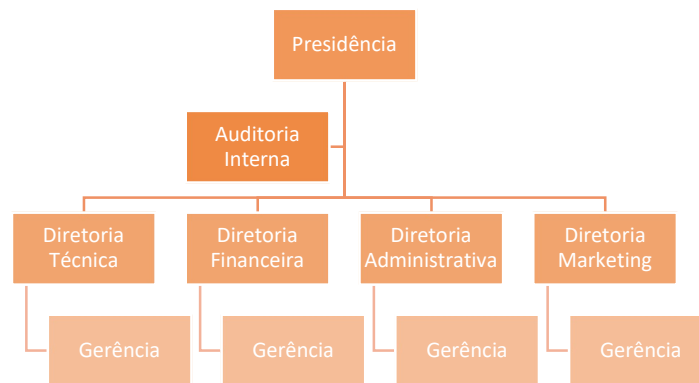 Presidência
Auditoria
Interna
Diretoria
Técnica
Diretoria
Financeira
Diretoria
Administrativa
Diretoria
Marketing
Gerência
Gerência
Gerência
Gerência